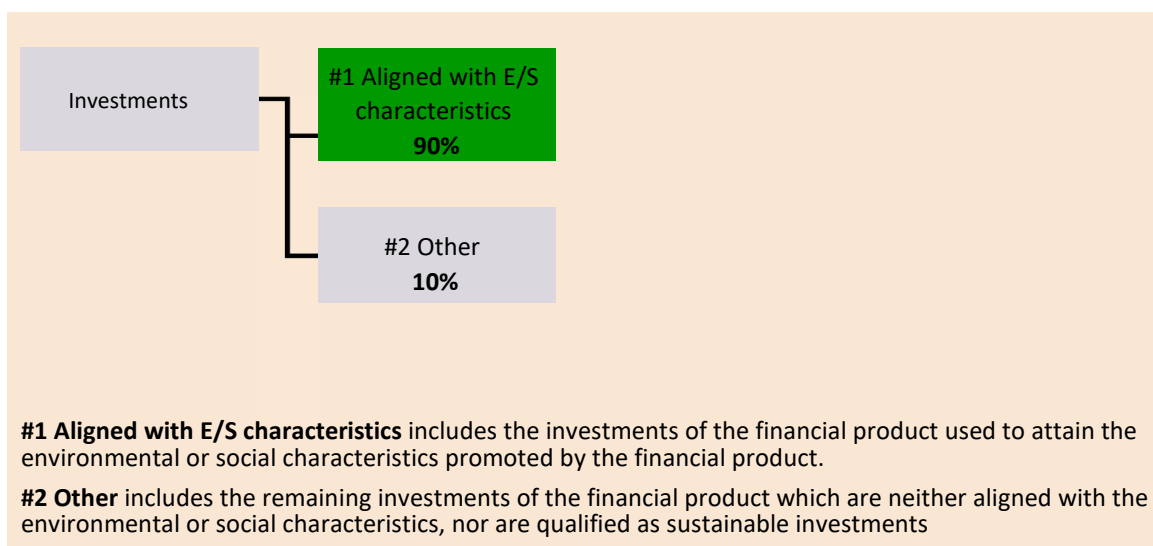 Investments
#1 Aligned with E/S
characteristics
90%
#2 Other
10%
#1 Aligned with E/S characteristics includes the investments of the financial product used to attain the
environmental or social characteristics promoted by the financial product.
#2 Other includes the remaining investments of the financial product which are neither aligned with the
environmental or social characteristics, nor are qualified as sustainable investments